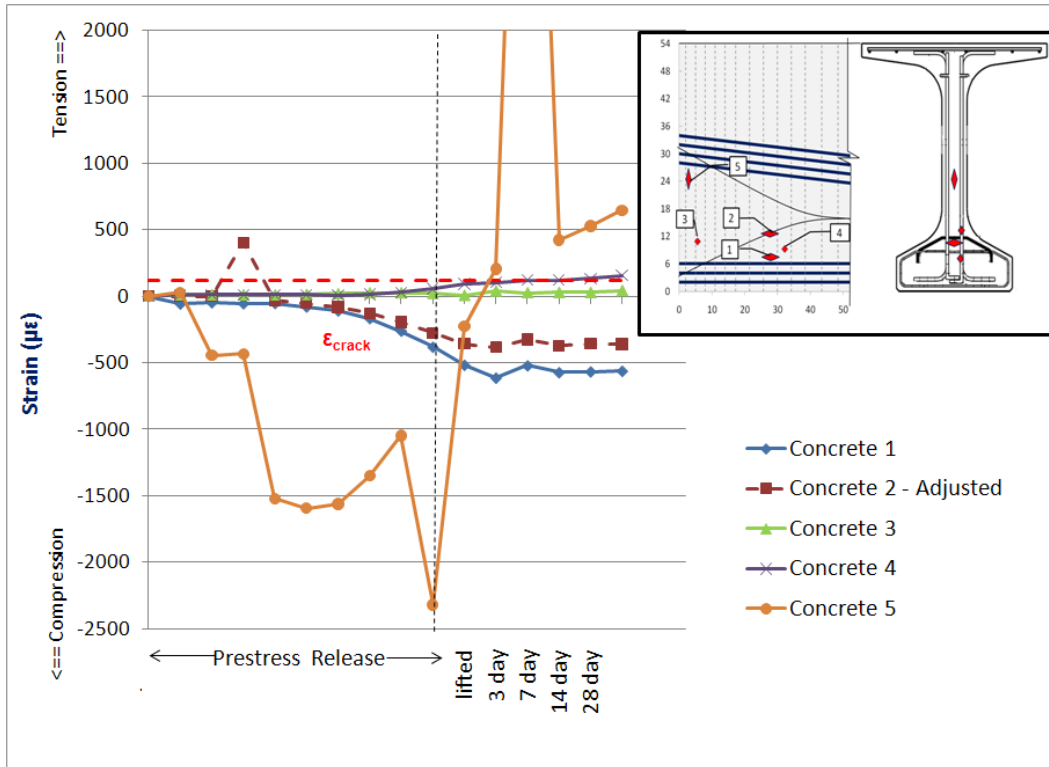 2000
1500
1000
500
0
-500
-1000
-1500
-2000
-2500
Tension ==>
Strain (με)
<== Compression
ε_crack
Prestress Release
lifted
3 day
7 day
14 day
28 day
.
Concrete 1
Concrete 2 - Adjusted
Concrete 3
Concrete 4
Concrete 5
54
48
42
36
30
24
18
12
6
0
0 10 20 30 40 50
5
3
2
4
1